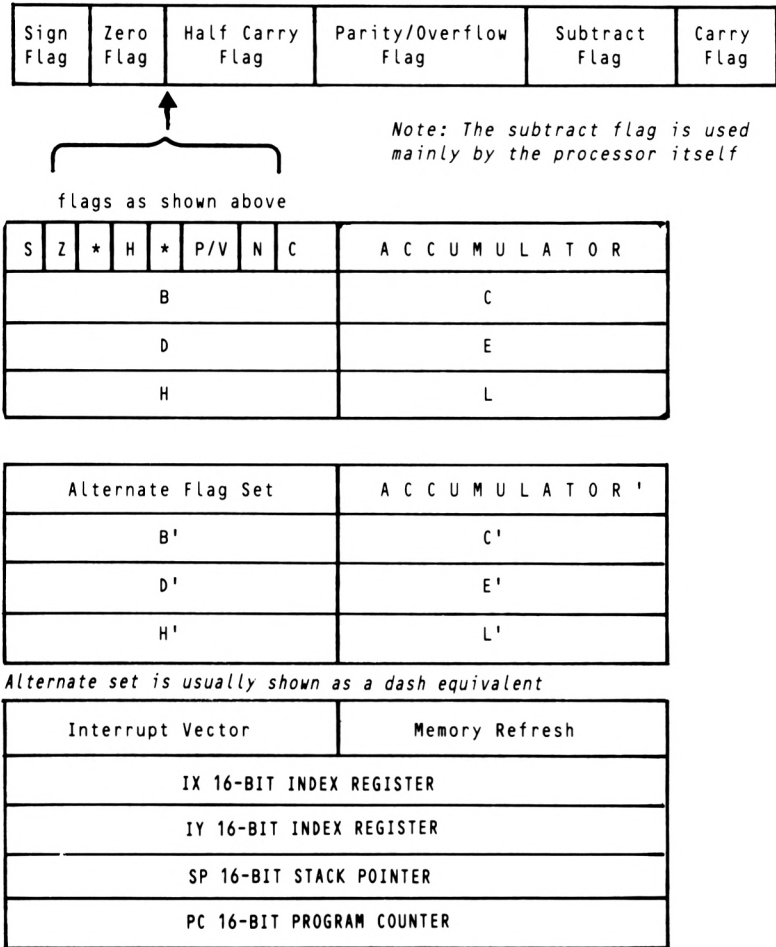 Sign Zero Half Carry Parity/Overflow Subtract Carry
Flag Flag Flag Flag Flag Flag
Note: The subtract flag is used
mainly by the processor itself
flags as shown above
S Z * H * P/V N C A C C U M U L A T O R
B C
D E
H L
Alternate Flag Set A C C U M U L A T O R '
B' C'
D' E'
H' L'
Alternate set is usually shown as a dash equivalent
Interrupt Vector Memory Refresh
IX 16-BIT INDEX REGISTER
IY 16-BIT INDEX REGISTER
SP 16-BIT STACK POINTER
PC 16-BIT PROGRAM COUNTER